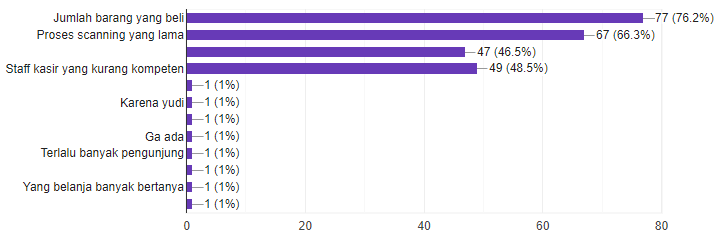 Jumlah barang yang beli
77 (76.2%)
Proses scanning yang lama
67 (66.3%)
47 (46.5%)
Staff kasir yang kurang kompeten
49 (48.5%)
1 (1%)
Karena yudi
1 (1%)
1 (1%)
Ga ada
1 (1%)
Terlalu banyak pengunjung
1 (1%)
1 (1%)
Yang belanja banyak bertanya
1 (1%)
1 (1%)
0
20
40
60
80